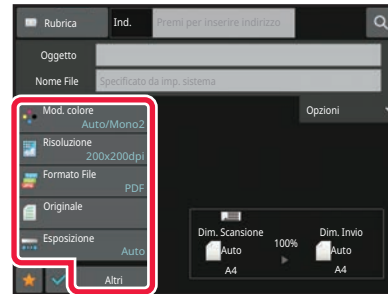 Rubrica Ind. Premi per inserire indirizzo
Oggetto
Nome File Specificato da imp. sistema
Mod. colore
Auto/Mono2
Opzioni
Risoluzione
200x200dpi
Formato File
PDF
Originale
Esposizione
Auto
Altri
Dim. Scansione
Auto
A4
100%
Dim. Invio
Auto
A4